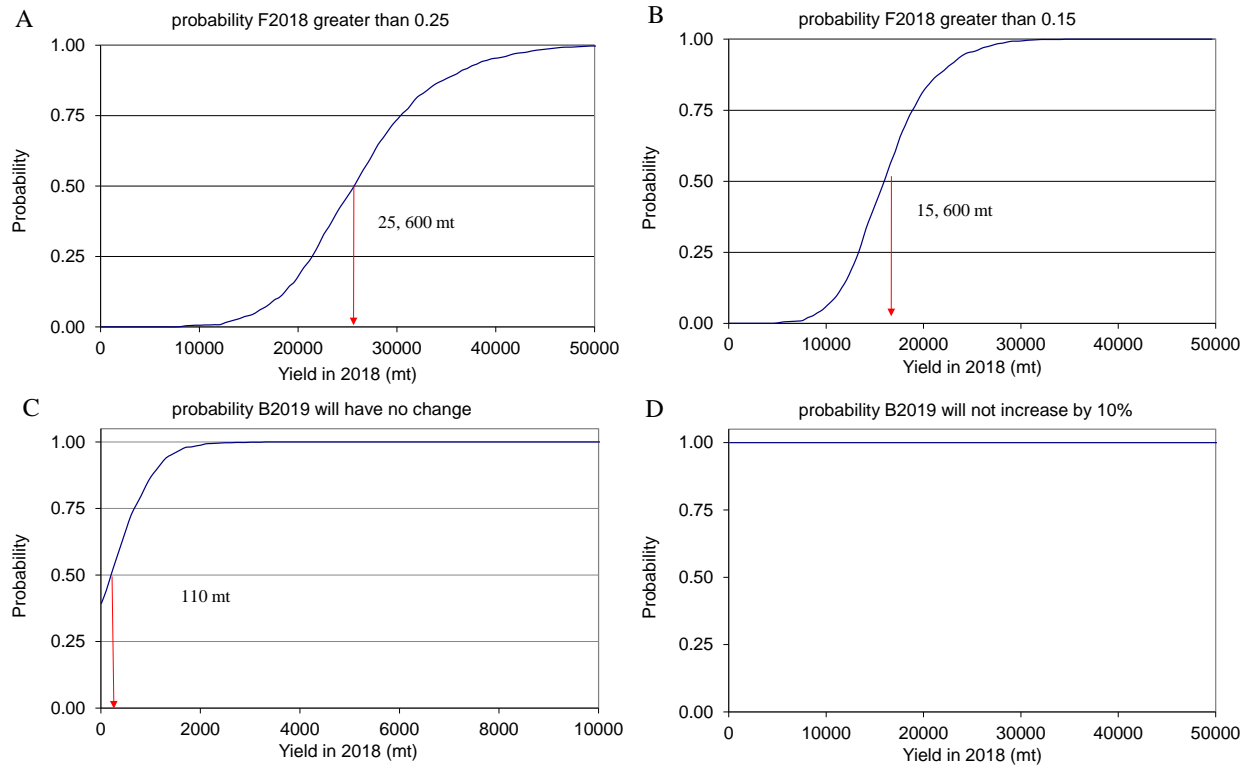 A
probability F2018 greater than 0.25
1.00
0.75
0.50
0.25
0.00
Probability
25, 600 mt
0 10000 20000 30000 40000 50000
Yield in 2018 (mt)
B
probability F2018 greater than 0.15
1.00
0.75
0.50
0.25
0.00
Probability
15, 600 mt
0 10000 20000 30000 40000 50000
Yield in 2018 (mt)
C
probability B2019 will have no change
1.00
0.75
0.50
0.25
0.00
Probability
110 mt
0 2000 4000 6000 8000 10000
Yield in 2018 (mt)
D
probability B2019 will not increase by 10%
1.00
0.75
0.50
0.25
0.00
Probability
0 10000 20000 30000 40000 50000
Yield in 2018 (mt)